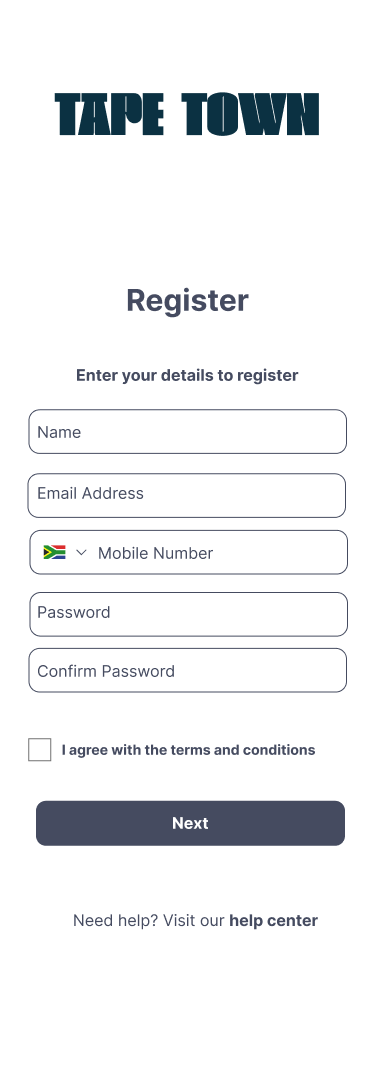 TAPE TOWN
Register
Enter your details to register
Name
Email Address
Mobile Number
Password
Confirm Password
I agree with the terms and conditions
Next
Need help? Visit our help center